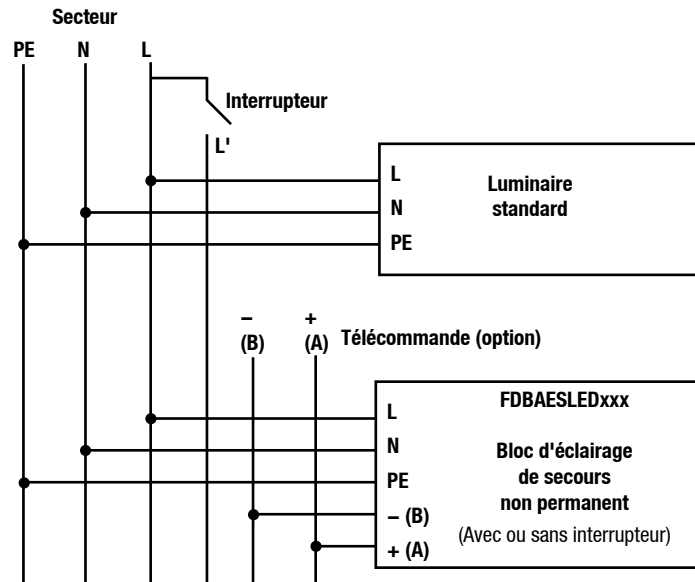 Secteur
PE N L
Interrupteur
L'
L
N
PE
Luminaire
standard
– +
(B) (A) Télécommande (option)
FDBAESLEDxxx
L
N
PE
– (B)
+ (A)
Bloc d'éclairage
de secours
non permanent
(Avec ou sans interrupteur)